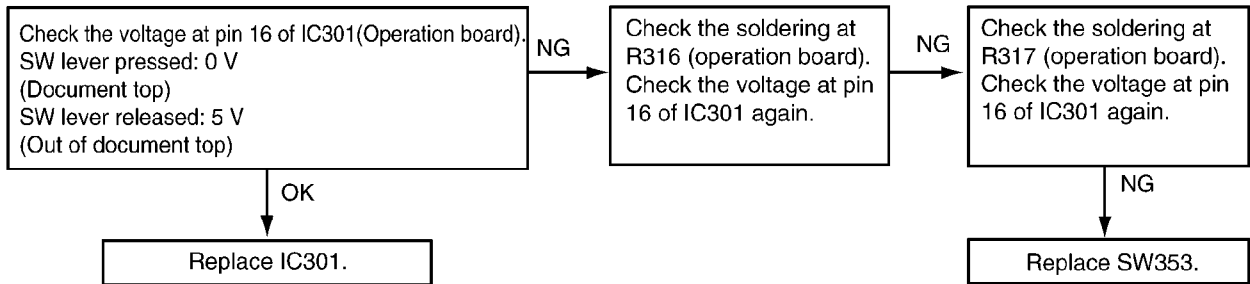 Check the voltage at pin 16 of IC301(Operation board).
SW lever pressed: 0 V
(Document top)
SW lever released: 5 V
(Out of document top)
NG
Check the soldering at
R316 (operation board).
Check the voltage at pin
16 of IC301 again.
NG
Check the soldering at
R317 (operation board).
Check the voltage at pin
16 of IC301 again.
OK
NG
Replace IC301.
Replace SW353.